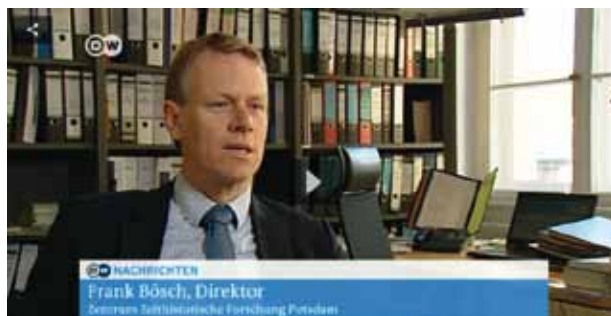 DW
DW NACHRICHTEN
Frank Bösch, Direktor
Zentrum Zeithistorische Forschung Potsdam